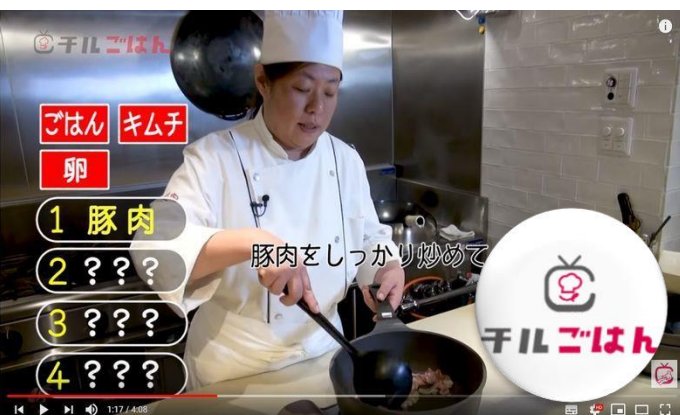 チルごはん
ごはん キムチ
卵
1 豚肉
2 ？？？
3 ？？？
4 ？？？
豚肉をしっかり炒めて
チルごはん
1:17 / 4:08
HD